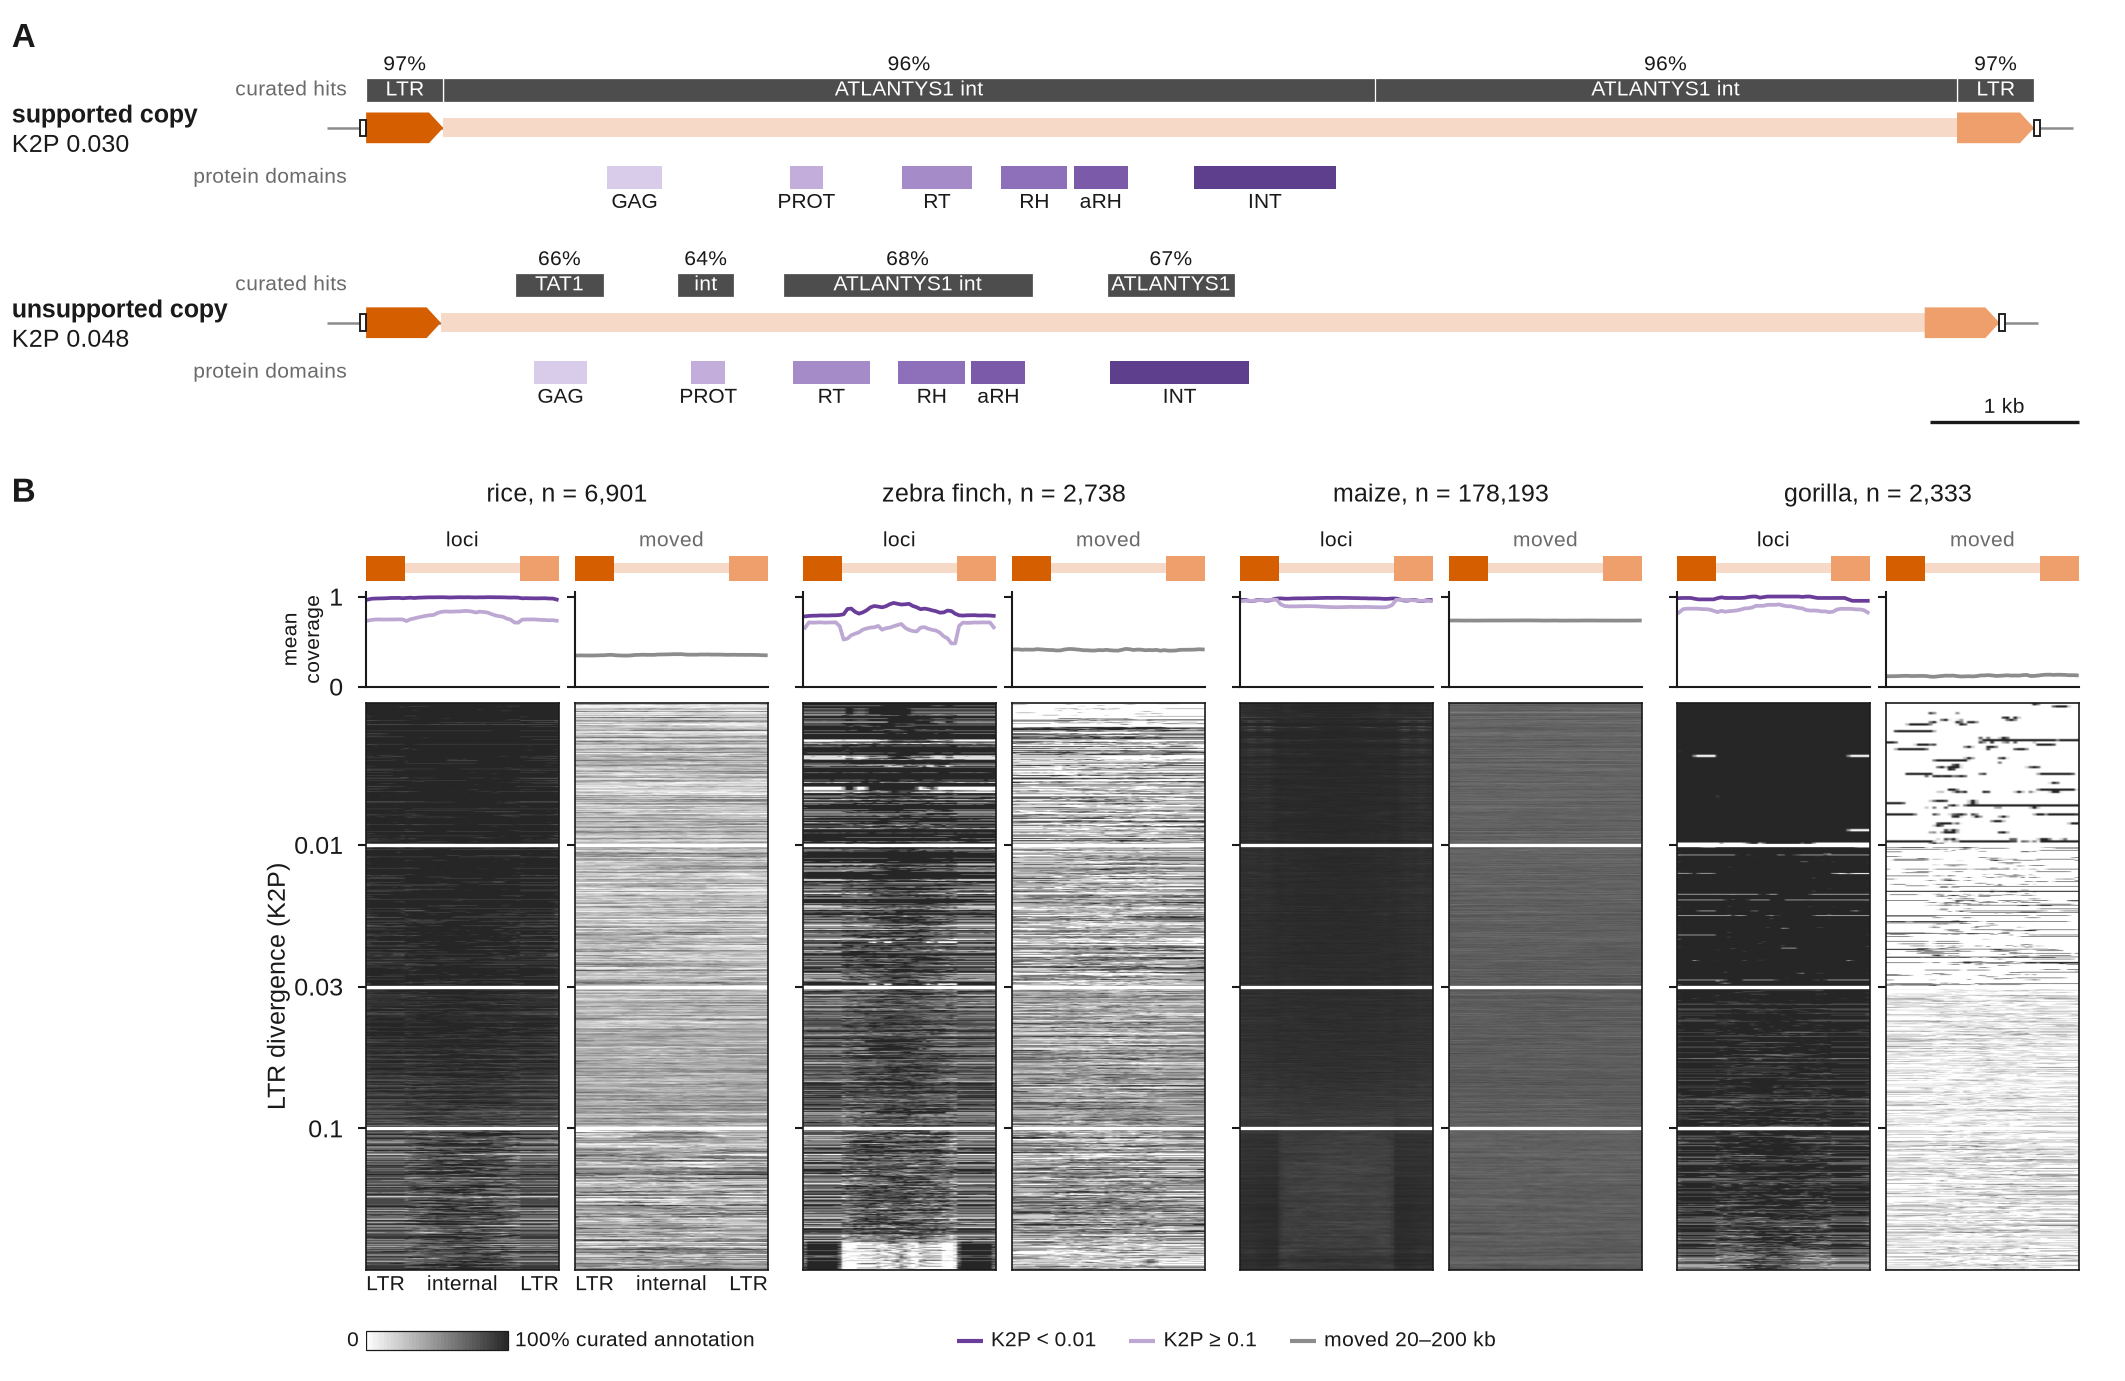 A
97% 96% 96% 97%
curated hits LTR ATLANTYS1 int ATLANTYS1 int LTR
supported copy
K2P 0.030
protein domains
GAG PROT RT RH aRH INT
66% 64% 68% 67%
curated hits TAT1 int ATLANTYS1 int ATLANTYS1
unsupported copy
K2P 0.048
protein domains
GAG PROT RT RH aRH INT
1 kb
B
rice, n = 6,901 zebra finch, n = 2,738 maize, n = 178,193 gorilla, n = 2,333
loci moved loci moved loci moved loci moved
mean
coverage
1
0
LTR divergence (K2P)
0.01
0.03
0.1
LTR internal LTR LTR internal LTR
0 100% curated annotation
K2P < 0.01 K2P ≥ 0.1 moved 20–200 kb